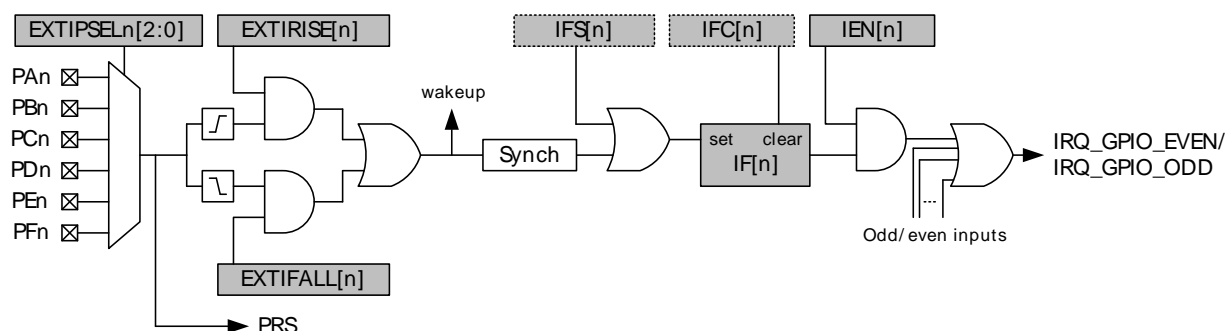 EXTIPSELn[2:0]
EXTIRISE[n]
IFS[n]
IFC[n]
IEN[n]
PAn
PBn
PCn
PDn
PEn
PFn
wakeup
Synch
set clear
IF[n]
IRQ_GPIO_EVEN/
IRQ_GPIO_ODD
...
Odd/even inputs
EXTIFALL[n]
PRS